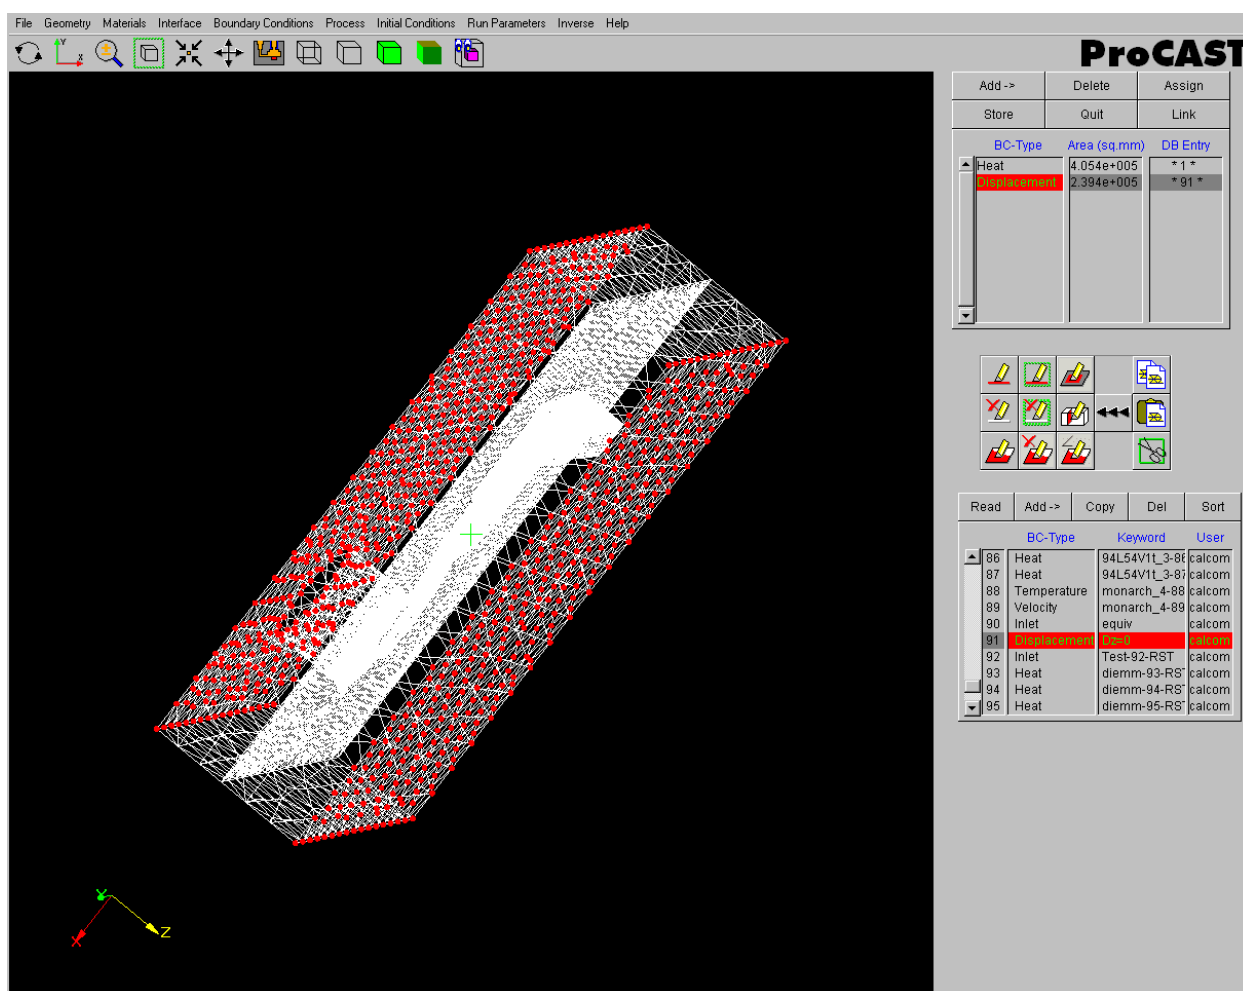 File Geometry Materials Interface Boundary Conditions Process Initial Conditions Run Parameters Inverse Help
ProCAST
Add -> Delete Assign
Store Quit Link
BC-Type Area (sq.mm) DB Entry
Heat 4.054e+005 * 1 *
Displacement 2.394e+005 * 91 *
Read Add -> Copy Del Sort
BC-Type Keyword User
86 Heat 94L54V1t_3-86 calcom
87 Heat 94L54V1t_3-87 calcom
88 Temperature monarch_4-88 calcom
89 Velocity monarch_4-89 calcom
90 Inlet equiv calcom
91 Displacement Dz=0 calcom
92 Inlet Test-92-RST calcom
93 Heat diemm-93-RST calcom
94 Heat diemm-94-RST calcom
95 Heat diemm-95-RST calcom
Y
X
Z